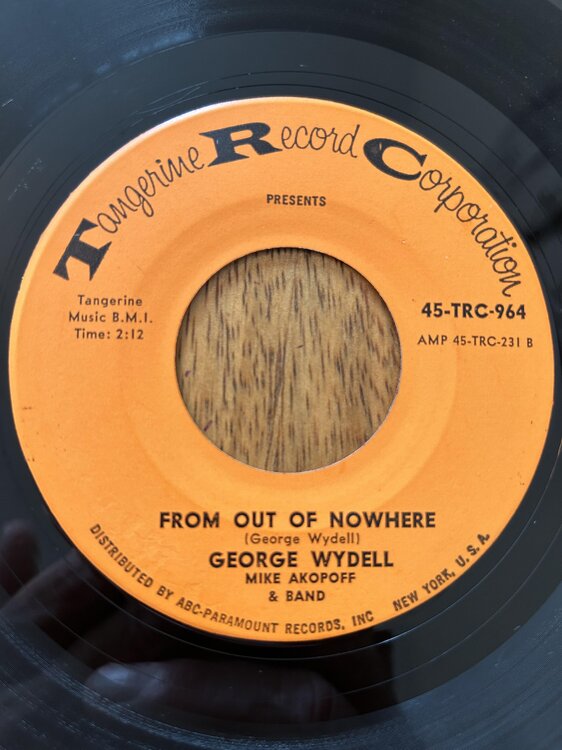 Tangerine Record Corporation
PRESENTS
Tangerine
Music B.M.I.
Time: 2:12
45-TRC-964
AMP 45-TRC-231 B
FROM OUT OF NOWHERE
(George Wydell)
GEORGE WYDELL
MIKE AKOPOFF
& BAND
DISTRIBUTED BY ABC-PARAMOUNT RECORDS, INC NEW YORK, U.S.A.